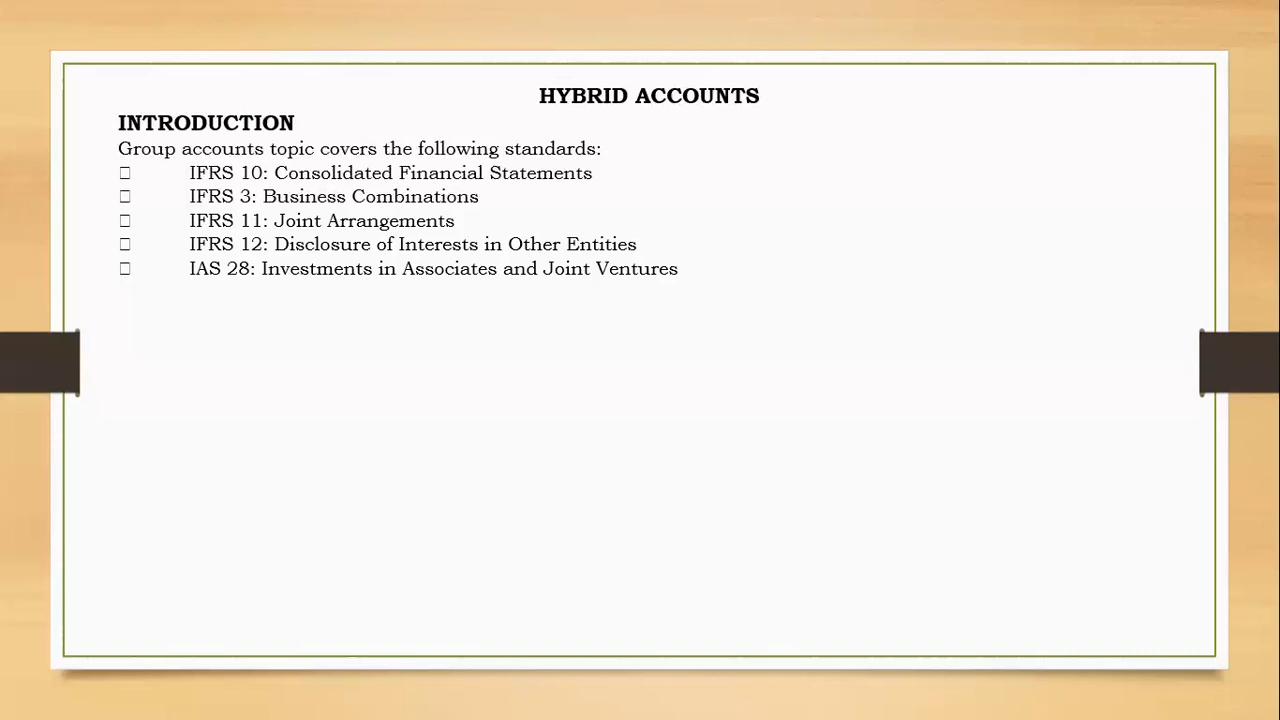 HYBRID ACCOUNTS
INTRODUCTION
Group accounts topic covers the following standards:
□ IFRS 10: Consolidated Financial Statements
□ IFRS 3: Business Combinations
□ IFRS 11: Joint Arrangements
□ IFRS 12: Disclosure of Interests in Other Entities
□ IAS 28: Investments in Associates and Joint Ventures